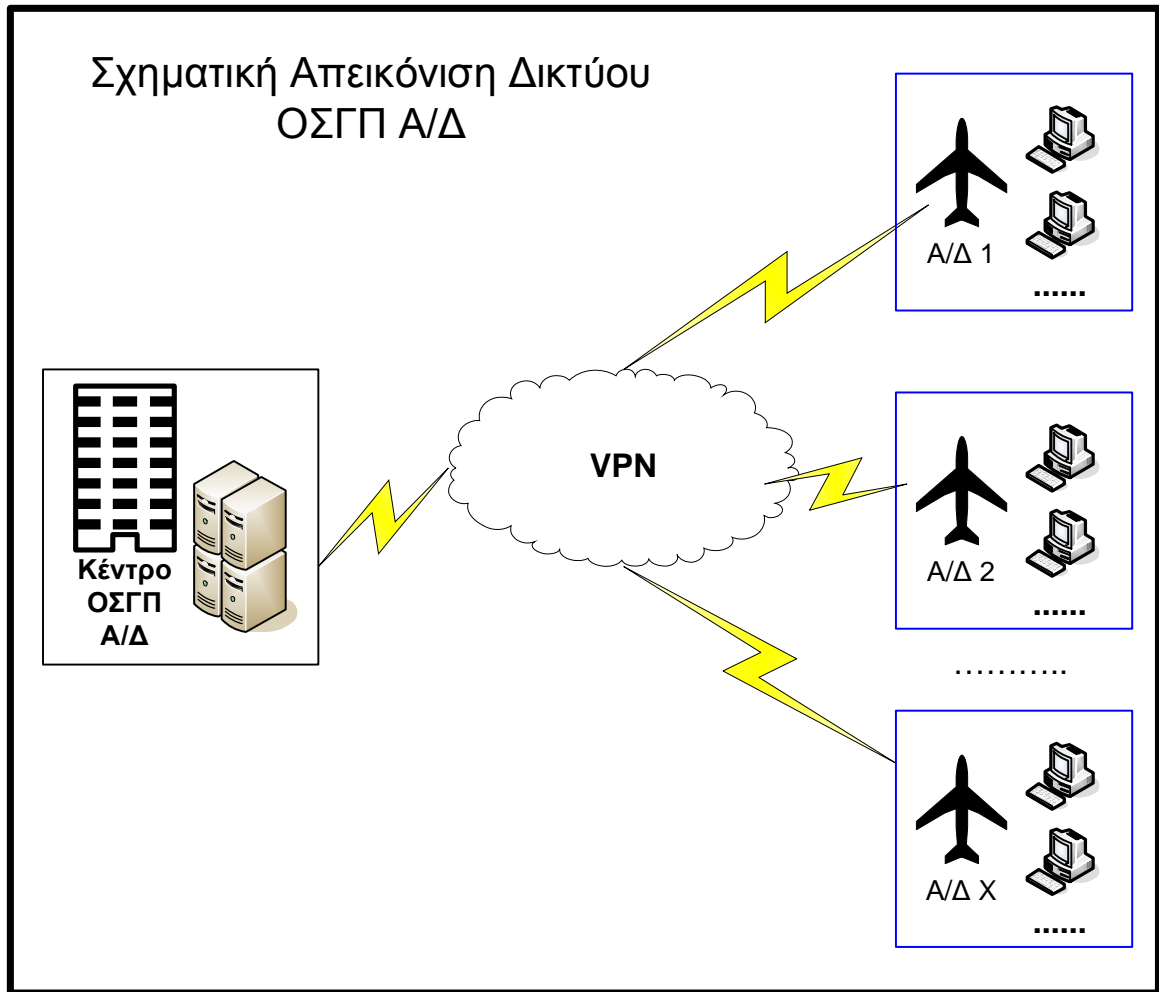 Σχηματική Απεικόνιση Δικτύου
ΟΣΓΠ Α/Δ
Α/Δ 1
......
VPN
Κέντρο
ΟΣΓΠ
Α/Δ
Α/Δ 2
......
...........
Α/Δ Χ
......